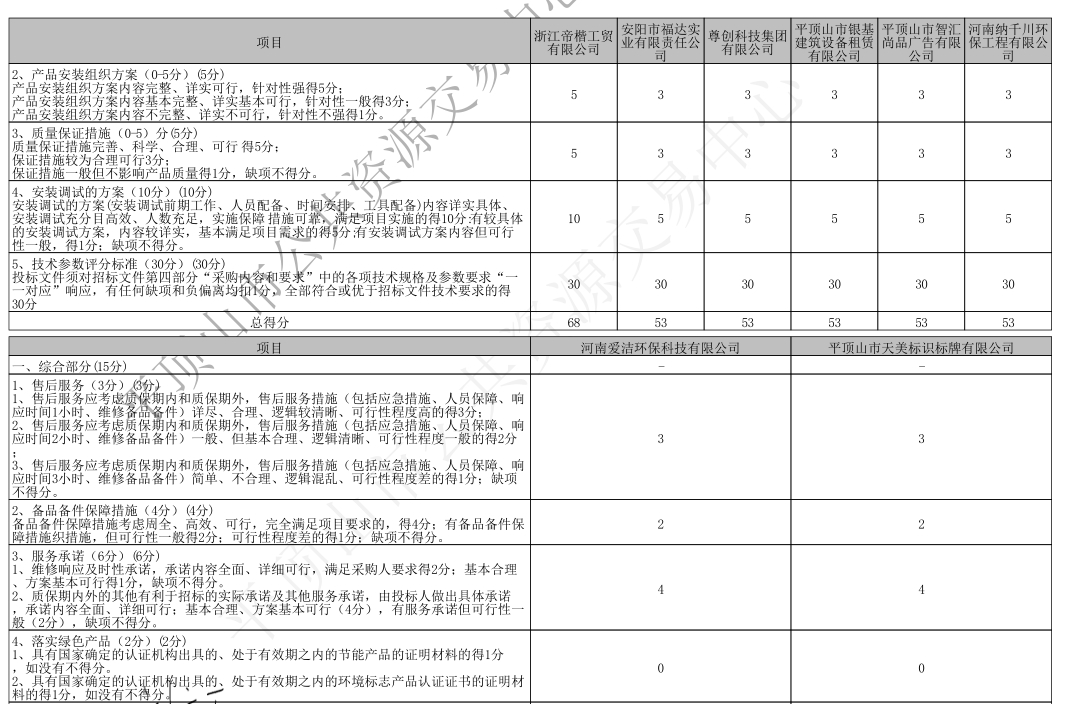 项目
浙江帝楷工贸
有限公司
安阳市福达实
业有限责任公
司
尊创科技集团
有限公司
平顶山市银基
建筑设备租赁
有限公司
平顶山市智汇
尚品广告有限
公司
河南纳千川环
保工程有限公
司
2、产品安装组织方案（0-5分）(5分)
产品安装组织方案内容完整、详实可行，针对性强得5分；
产品安装组织方案内容基本完整、详实基本可行，针对性一般得3分；
产品安装组织方案内容不完整、详实不可行，针对性不强得1分。
5 3 3 3 3 3
3、质量保证措施（0-5）分(5分)
质量保证措施完善、科学、合理、可行 得5分；
保证措施较为合理可行3分；
保证措施一般但不影响产品质量得1分，缺项不得分。
5 3 3 3 3 3
4、安装调试的方案（10分）(10分)
安装调试的方案(安装调试前期工作、人员配备、时间安排、工具配备)内容详实具体、
安装调试充分目高效、人数充足，实施保障 措施可靠，满足项目实施的得10分;有较具体
的安装调试方案，内容较详实，基本满足项目需求的得5分;有安装调试方案内容但可行
性一般，得1分；缺项不得分。
10 5 5 5 5 5
5、技术参数评分标准（30分）(30分)
投标文件须对招标文件第四部分“采购内容和要求”中的各项技术规格及参数要求“一
一对应”响应，有任何缺项和负偏离均扣1分，全部符合或优于招标文件技术要求的得
30分
30 30 30 30 30 30
总得分 68 53 53 53 53 53
项目 河南爱洁环保科技有限公司 平顶山市天美标识标牌有限公司
一、综合部分(15分) - -
1、售后服务（3分）(3分)
1、售后服务应考虑质保期内和质保期外，售后服务措施（包括应急措施、人员保障、响
应时间1小时、维修备品备件）详尽、合理、逻辑较清晰、可行性程度高的得3分；
2、售后服务应考虑质保期内和质保期外，售后服务措施（包括应急措施、人员保障、响
应时间2小时、维修备品备件）一般、但基本合理、逻辑清晰、可行性程度一般的得2分
；
3、售后服务应考虑质保期内和质保期外，售后服务措施（包括应急措施、人员保障、响
应时间3小时、维修备品备件）简单、不合理、逻辑混乱、可行性程度差的得1分；缺项
不得分。
3 3
2、备品备件保障措施（4分）(4分)
备品备件保障措施考虑周全、高效、可行，完全满足项目要求的，得4分；有备品备件保
障措施织措施，但可行性一般得2分；可行性程度差的得1分；缺项不得分。
2 2
3、服务承诺（6分）(6分)
1、维修响应及时性承诺，承诺内容全面、详细可行，满足采购人要求得2分；基本合理
、方案基本可行得1分，缺项不得分。
2、质保期内外的其他有利于招标的实际承诺及其他服务承诺，由投标人做出具体承诺
，承诺内容全面、详细可行；基本合理、方案基本可行（4分），有服务承诺但可行性一
般（2分），缺项不得分。
4 4
4、落实绿色产品（2分）(2分)
1、具有国家确定的认证机构出具的、处于有效期之内的节能产品的证明材料的得1分
，如没有不得分。
2、具有国家确定的认证机构出具的、处于有效期之内的环境标志产品认证证书的证明材
料的得1分，如没有不得分。
0 0
平顶山市公共资源交易中心
平顶山市公共资源交易中心